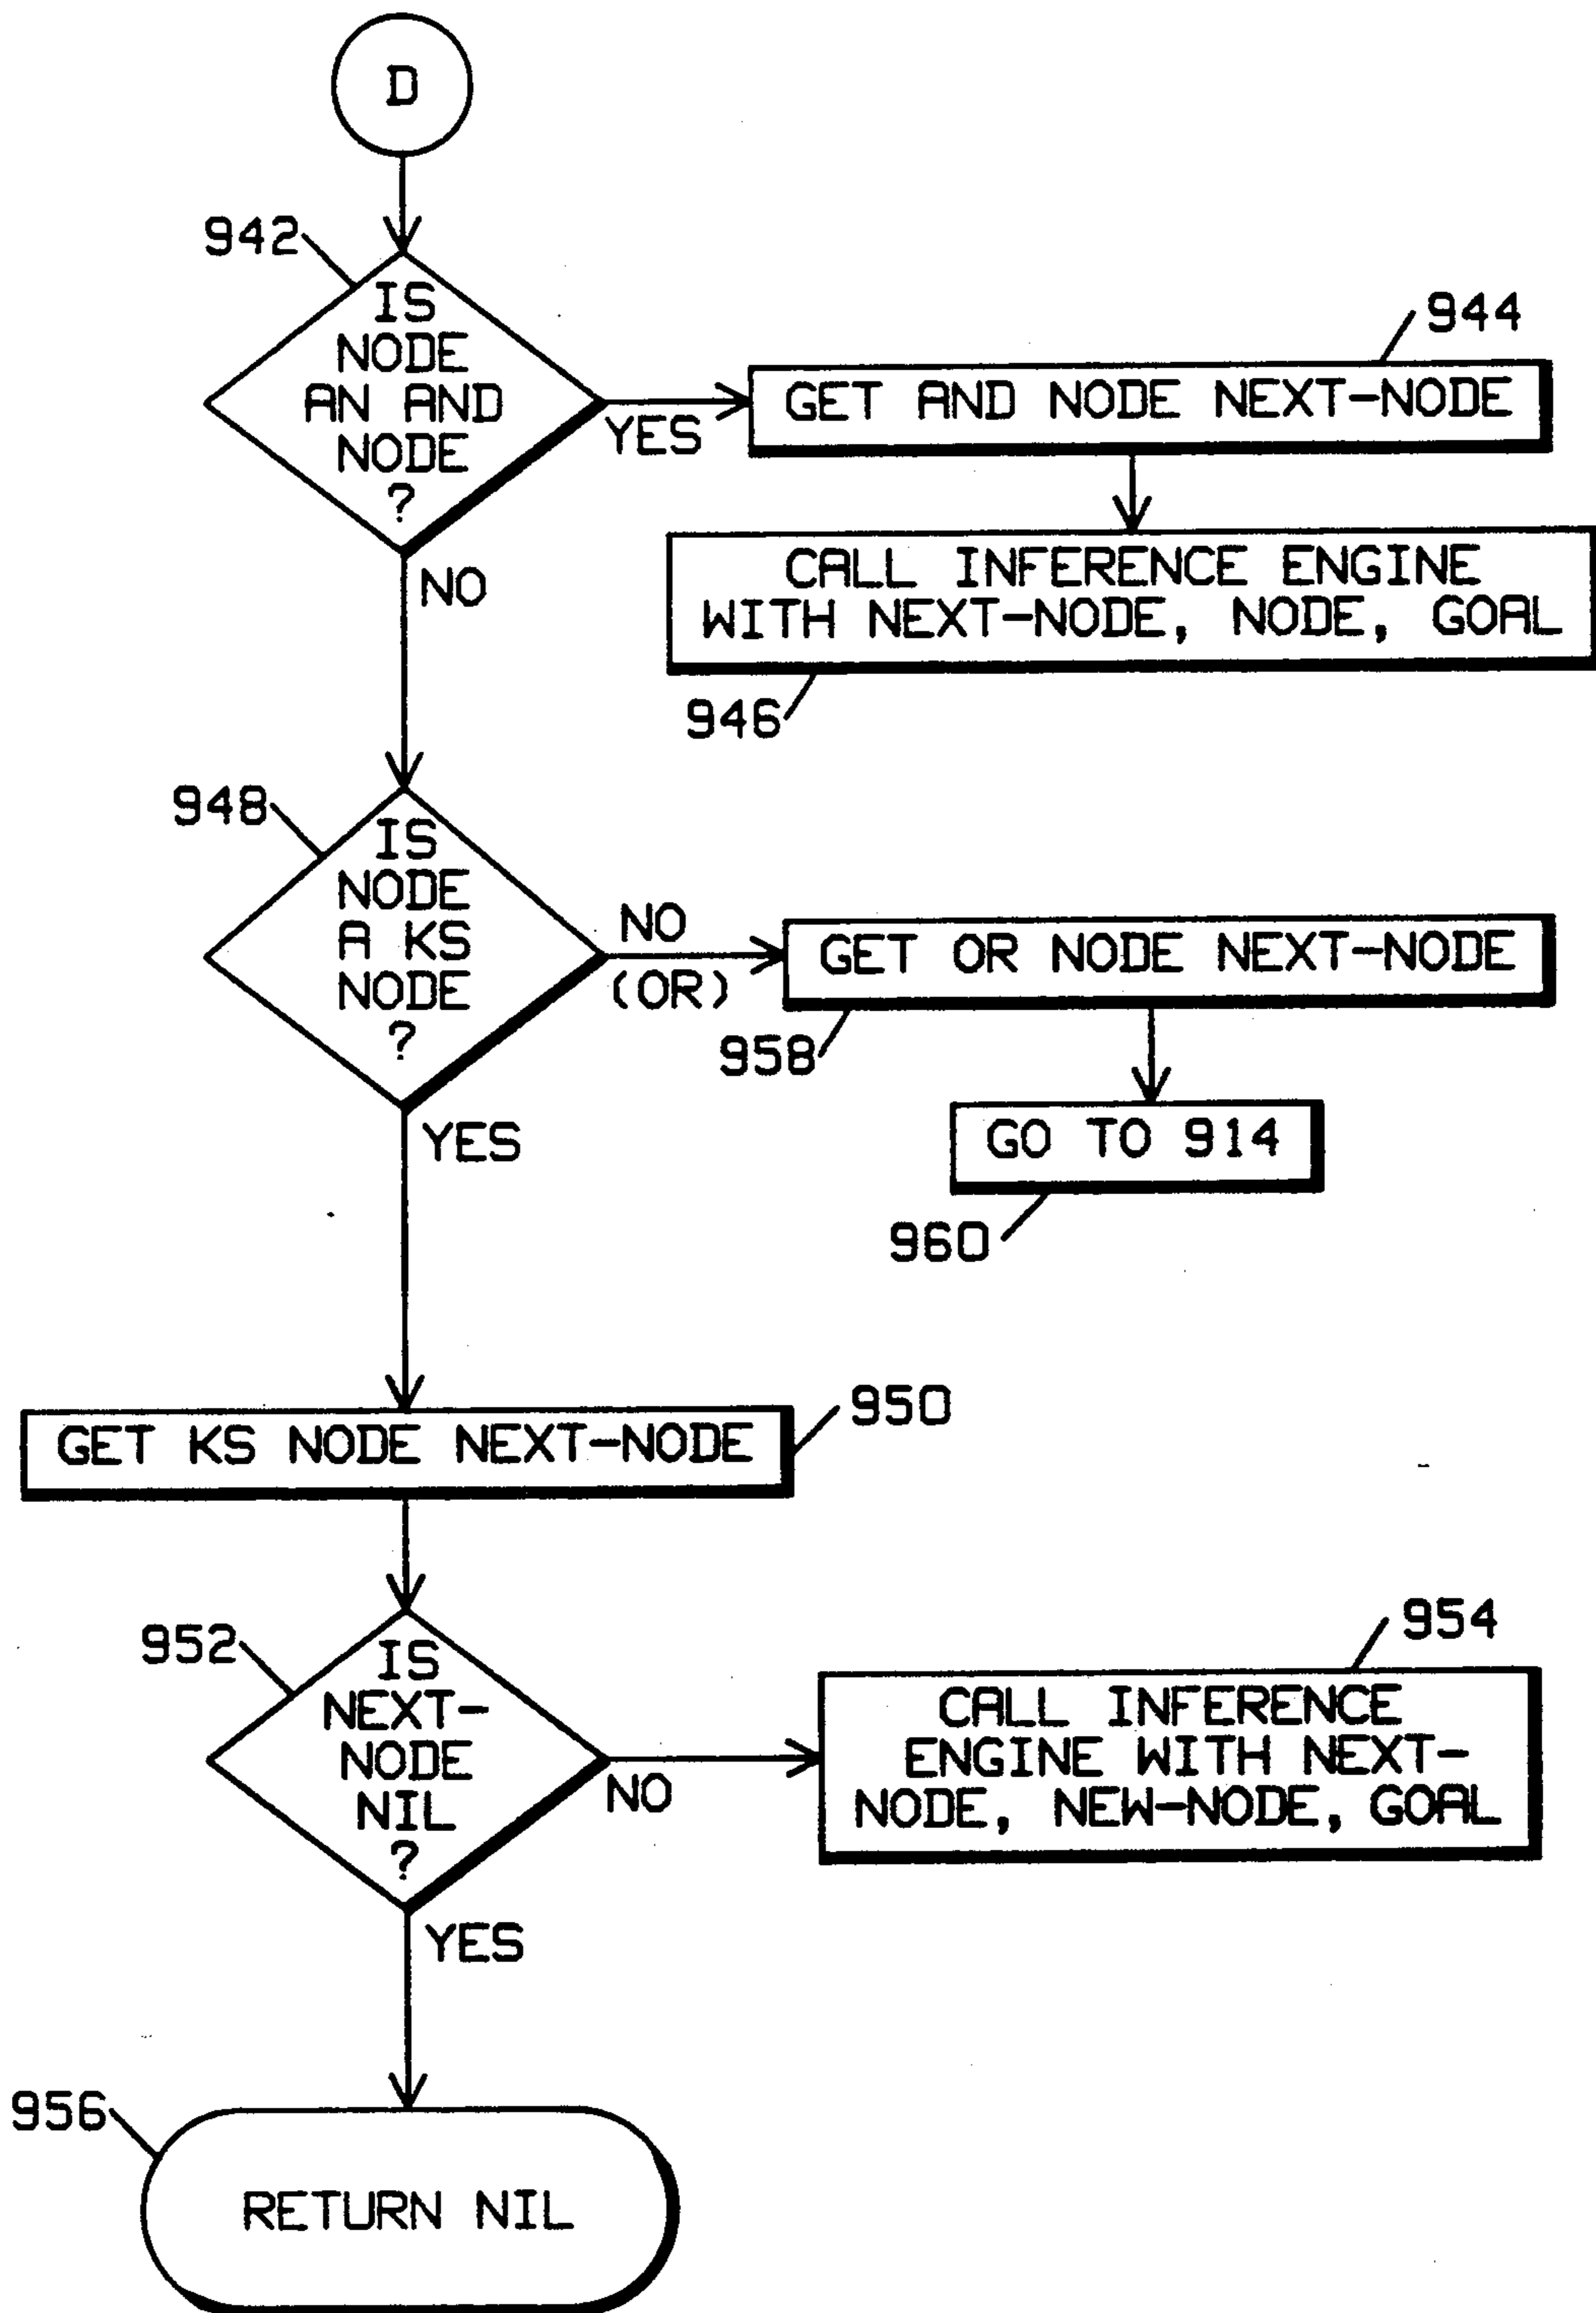 D
942
IS
NODE
AN AND
NODE
?
YES
NO
944
GET AND NODE NEXT-NODE
CALL INFERENCE ENGINE
WITH NEXT-NODE, NODE, GOAL
946
948
IS
NODE
A KS
NODE
?
NO
(OR)
YES
GET OR NODE NEXT-NODE
958
GO TO 914
960
950
GET KS NODE NEXT-NODE
952
IS
NEXT-
NODE
NIL
?
NO
YES
954
CALL INFERENCE
ENGINE WITH NEXT-
NODE, NEW-NODE, GOAL
956
RETURN NIL